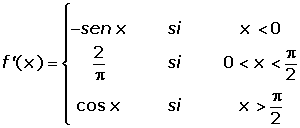 -sen x si x < 0
f'(x) = { 2/π si 0 < x < π/2
cos x si x > π/2